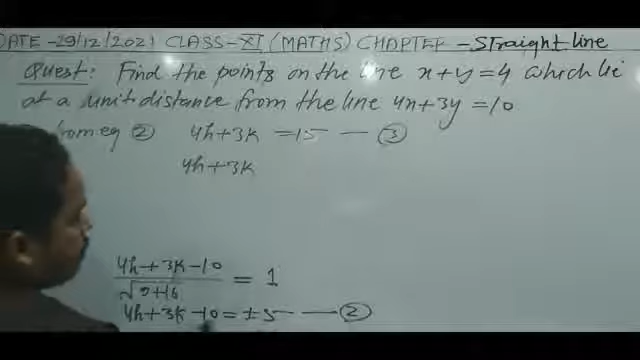 DATE-29/12/2021 CLASS-XI (MATHS) CHAPTER - Straight line
Quest: Find the points on the line x+y=4 which lie
at a unit distance from the line 4x+3y=10
from eq ② 4h+3k =15 — ③
4h+3k
4h+3k-10 / √9+16 = 1
4h+3k-10 = ±5 — ②